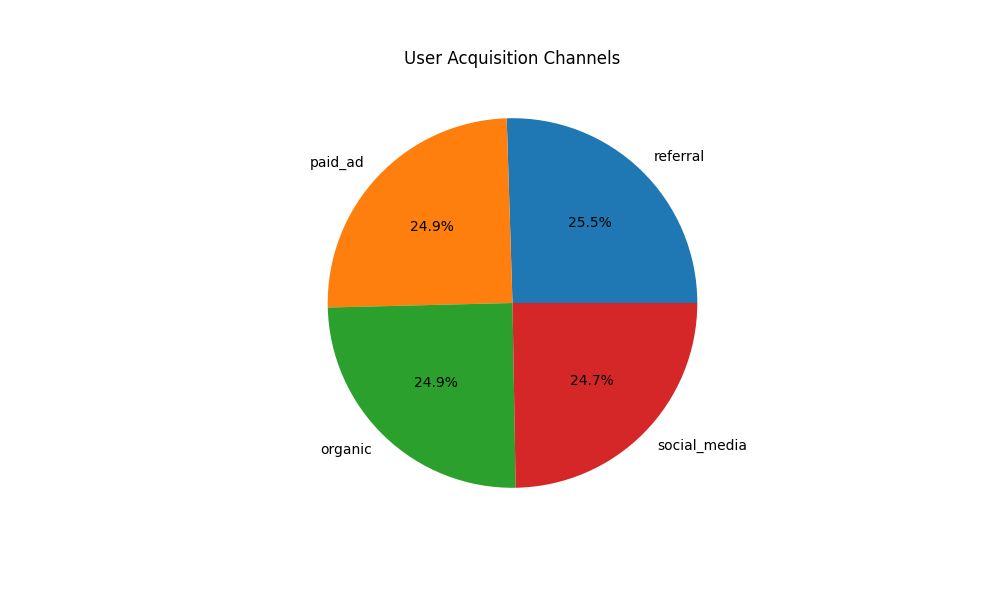 User Acquisition Channels
referral
25.5%
paid_ad
24.9%
organic
24.9%
social_media
24.7%